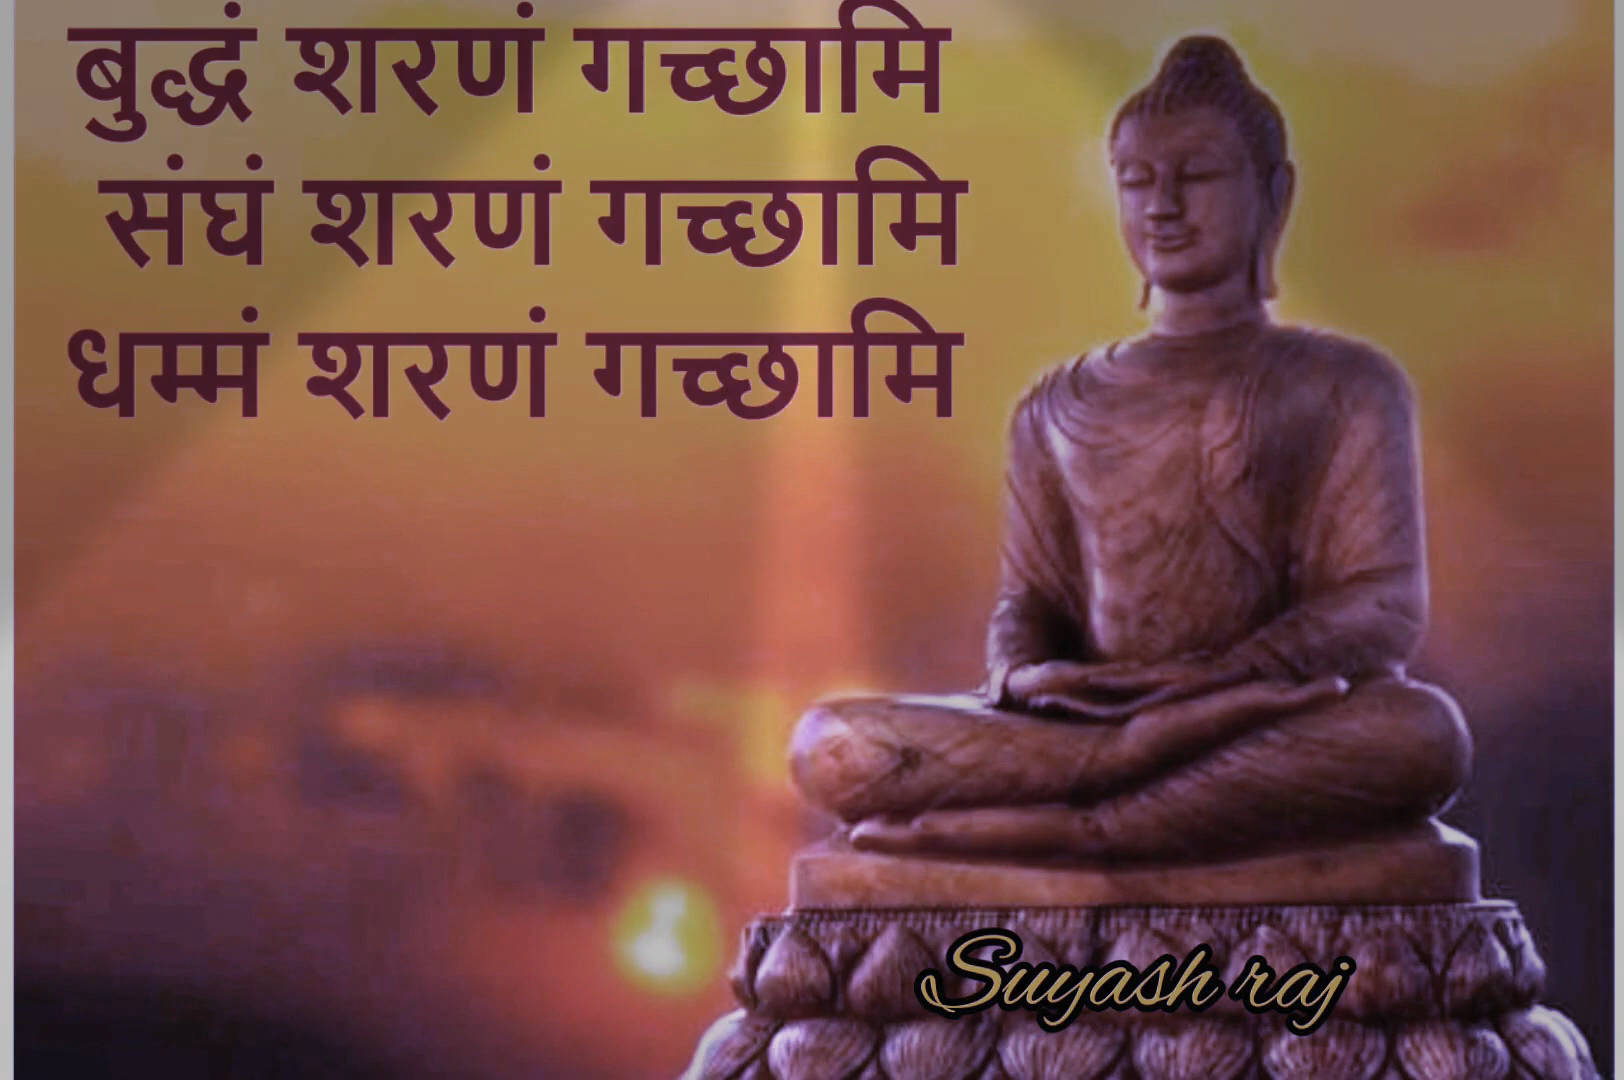 बुद्धं शरणं गच्छामि
संघं शरणं गच्छामि
धम्मं शरणं गच्छामि
Suyash raj